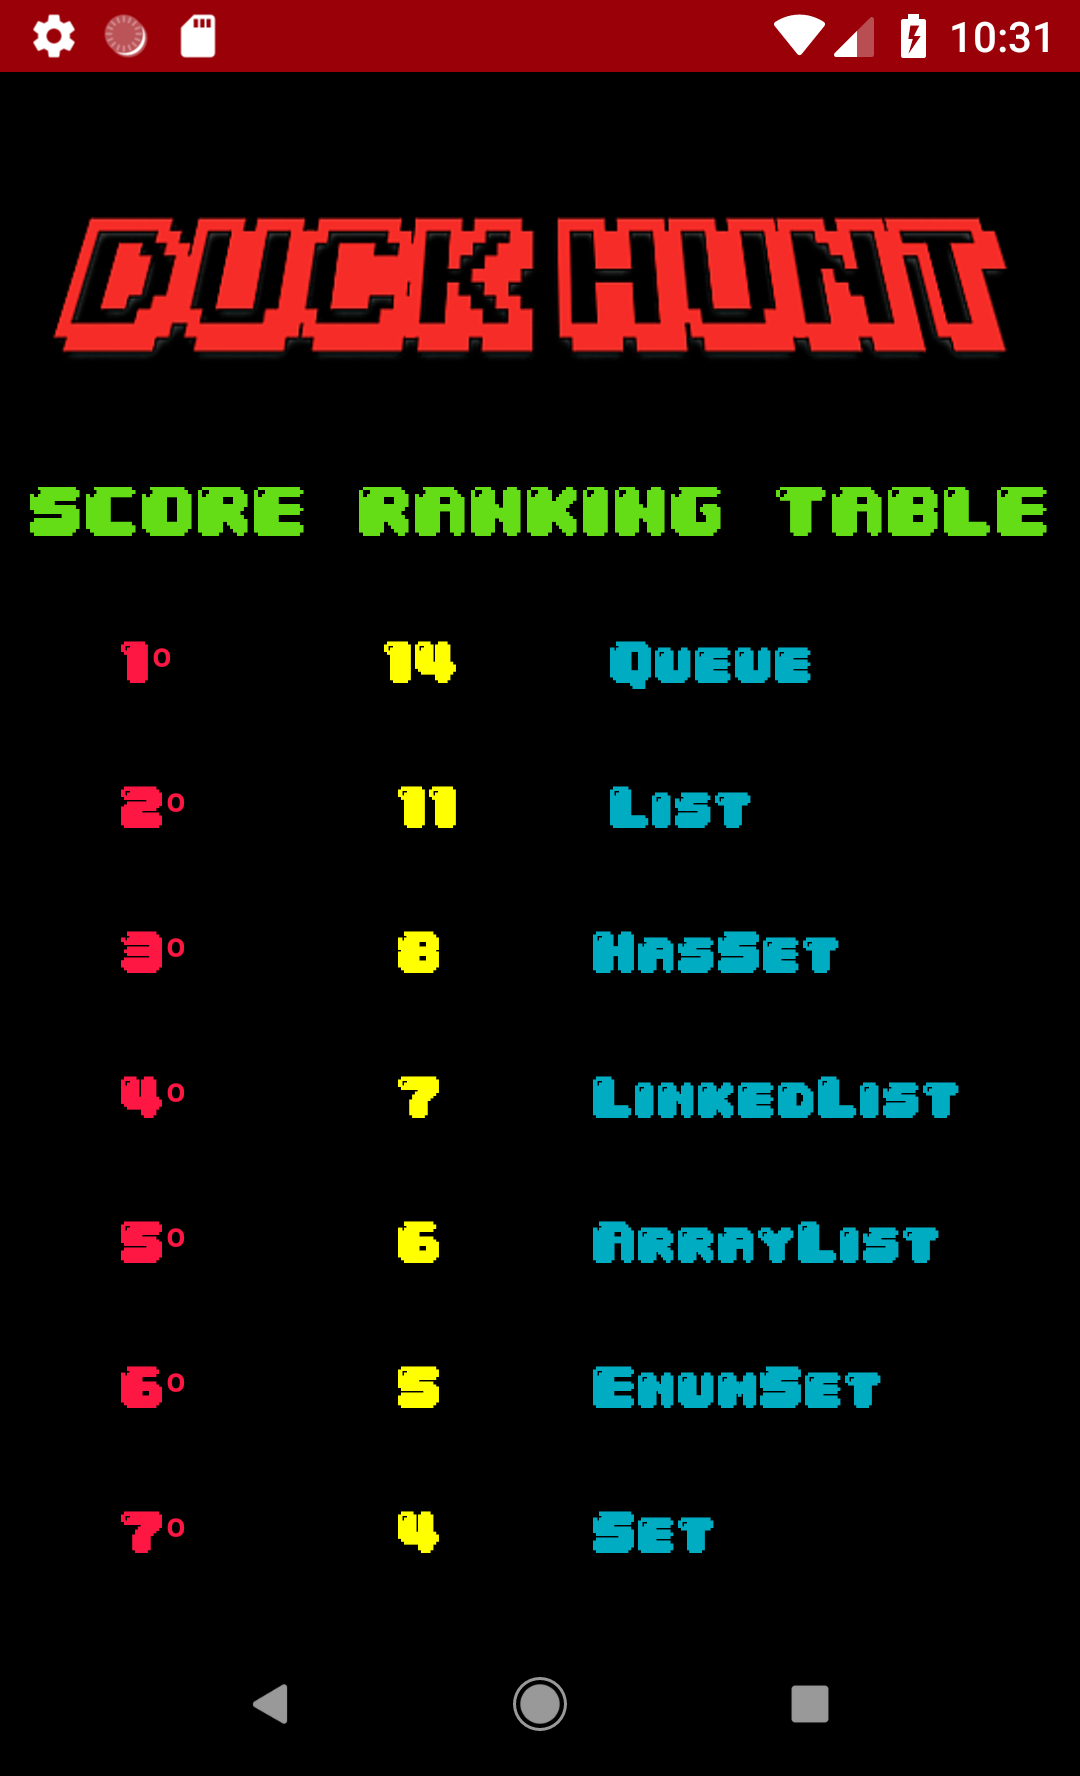 10:31
DUCK HUNT
SCORE RANKING TABLE
1º 14 Queue
2º 11 List
3º 8 HasSet
4º 7 LinkedList
5º 6 ArrayList
6º 5 EnumSet
7º 4 Set